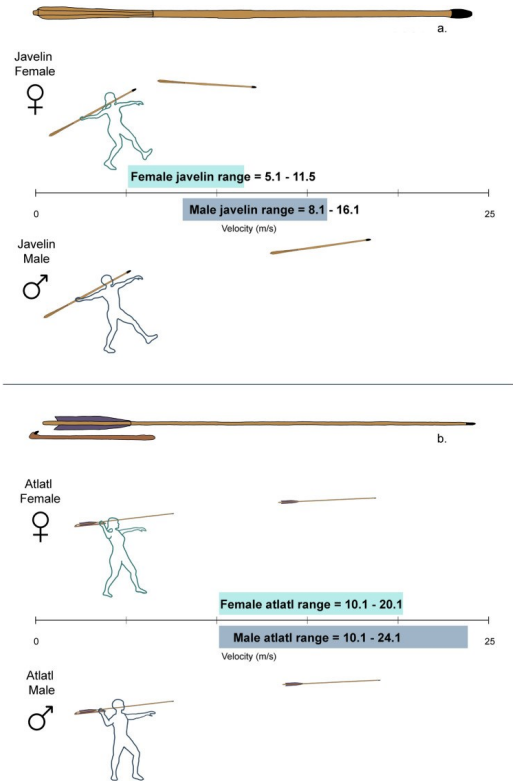 a.
Javelin
Female
♀
Female javelin range = 5.1 - 11.5
0
25
Male javelin range = 8.1 - 16.1
Velocity (m/s)
Javelin
Male
♂
b.
Atlatl
Female
♀
Female atlatl range = 10.1 - 20.1
0
25
Male atlatl range = 10.1 - 24.1
Velocity (m/s)
Atlatl
Male
♂